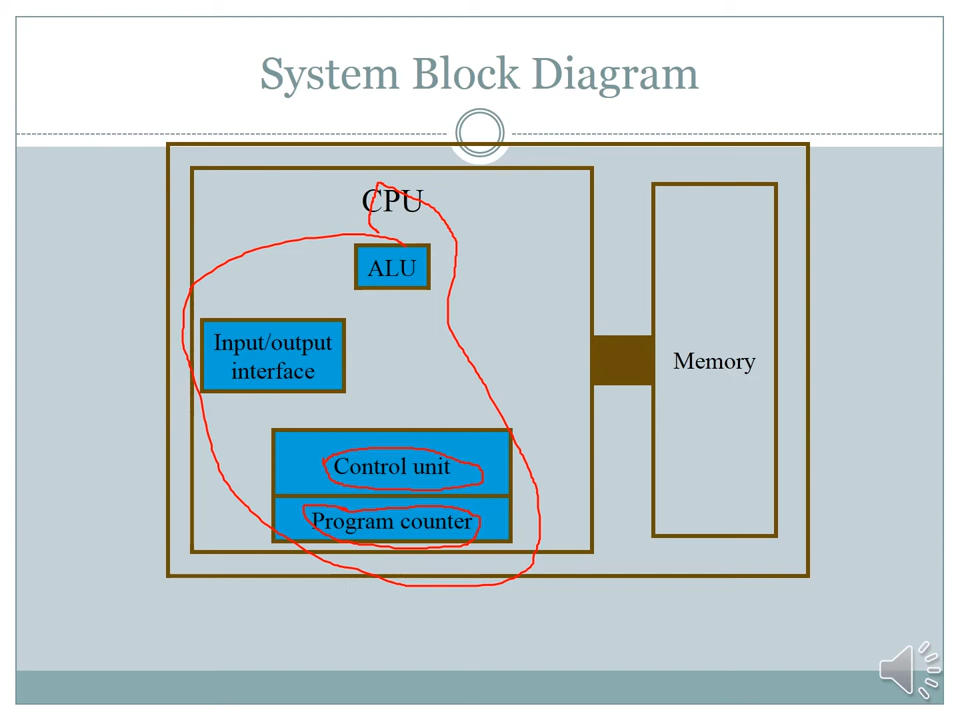 System Block Diagram
CPU
ALU
Input/output
interface
Control unit
Program counter
Memory